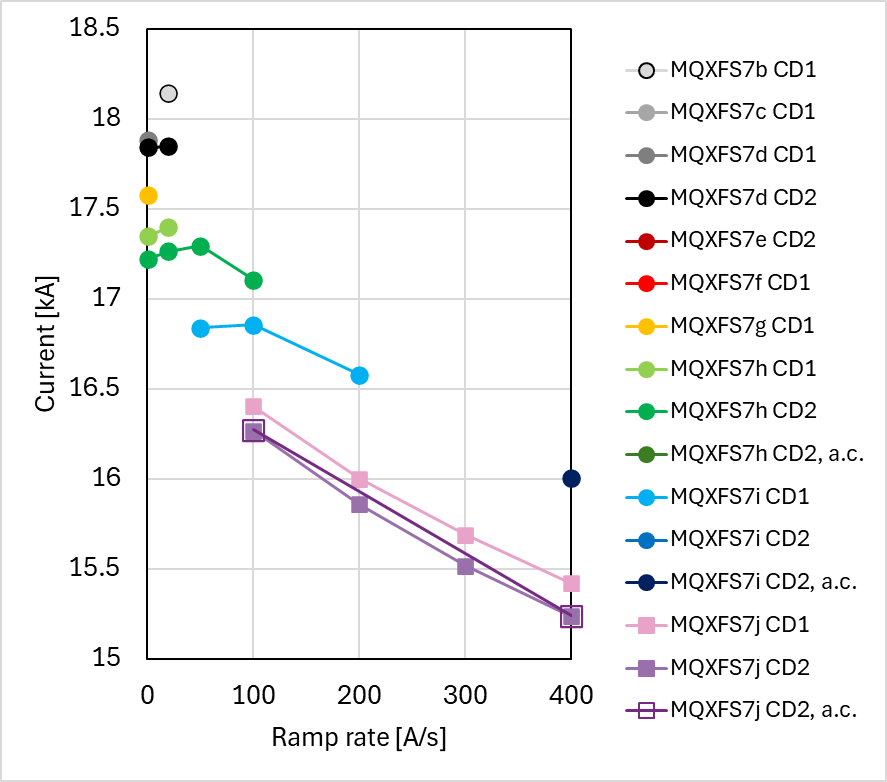 18.5
18
17.5
17
16.5
16
15.5
15
Current [kA]
0 100 200 300 400
Ramp rate [A/s]
MQXFS7b CD1
MQXFS7c CD1
MQXFS7d CD1
MQXFS7d CD2
MQXFS7e CD2
MQXFS7f CD1
MQXFS7g CD1
MQXFS7h CD1
MQXFS7h CD2
MQXFS7h CD2, a.c.
MQXFS7i CD1
MQXFS7i CD2
MQXFS7i CD2, a.c.
MQXFS7j CD1
MQXFS7j CD2
MQXFS7j CD2, a.c.